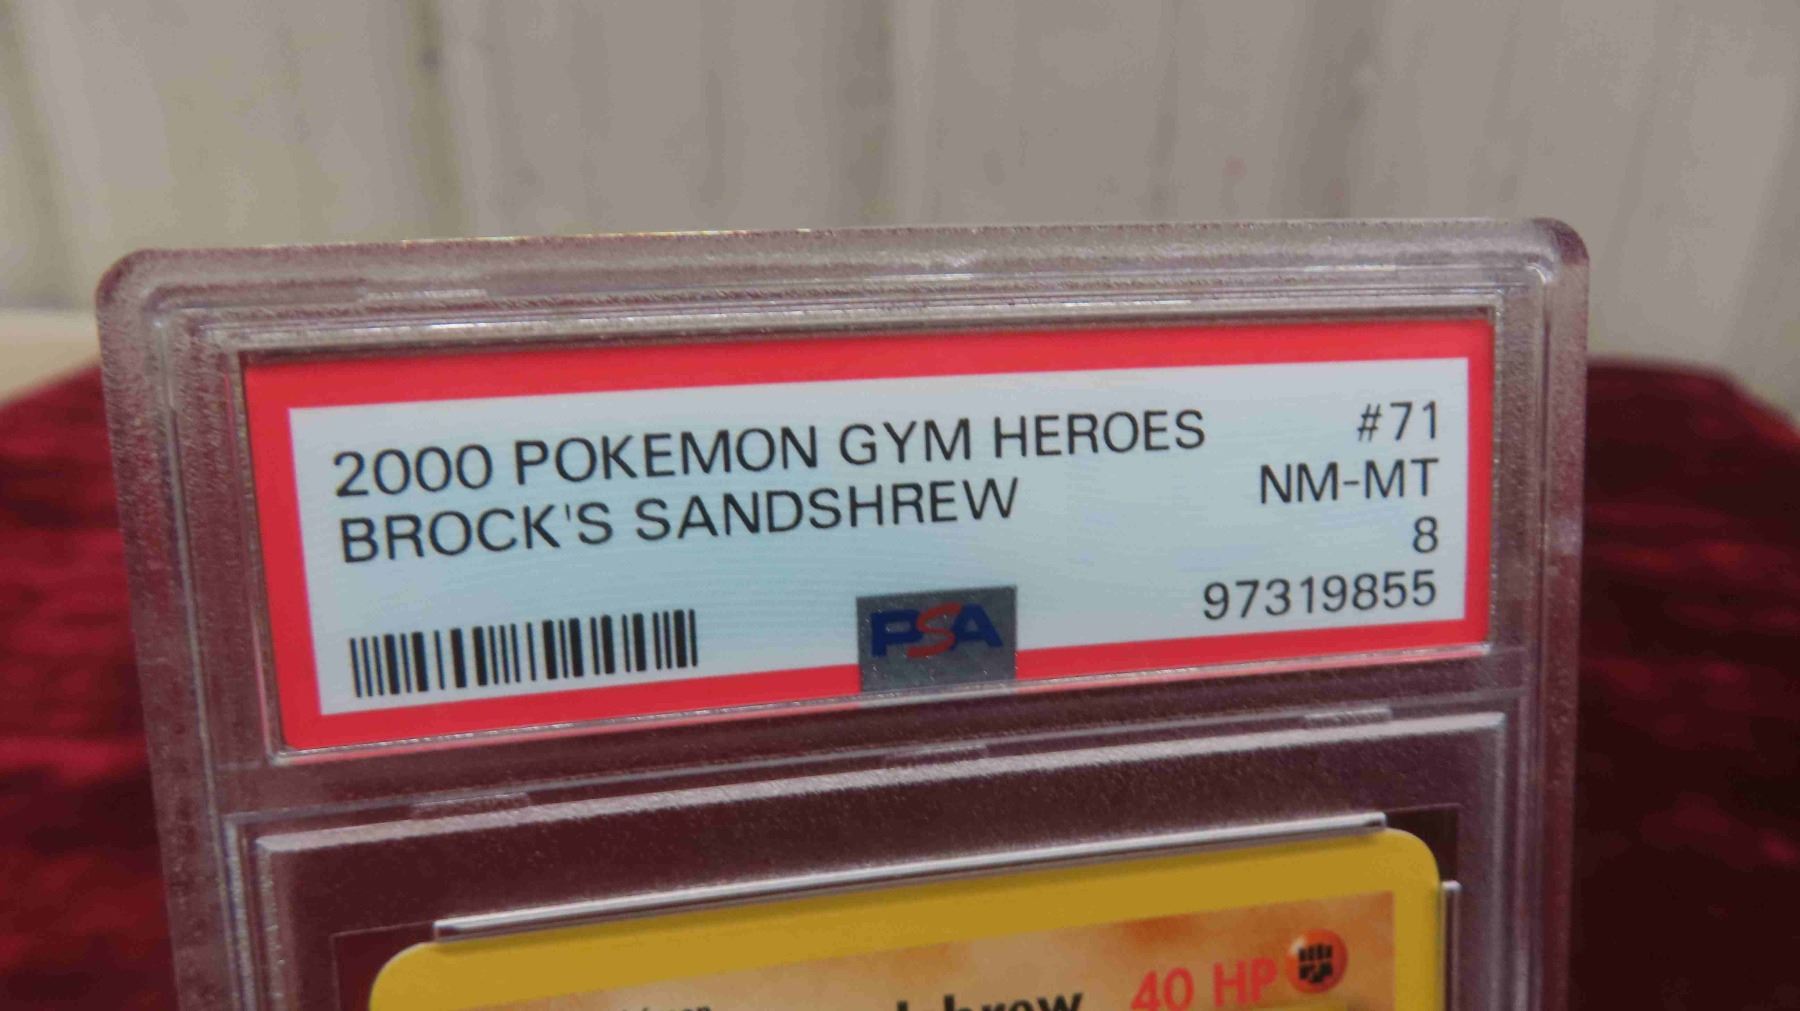 2000 POKEMON GYM HEROES #71
BROCK'S SANDSHREW NM-MT
8
PSA 97319855
40 HP